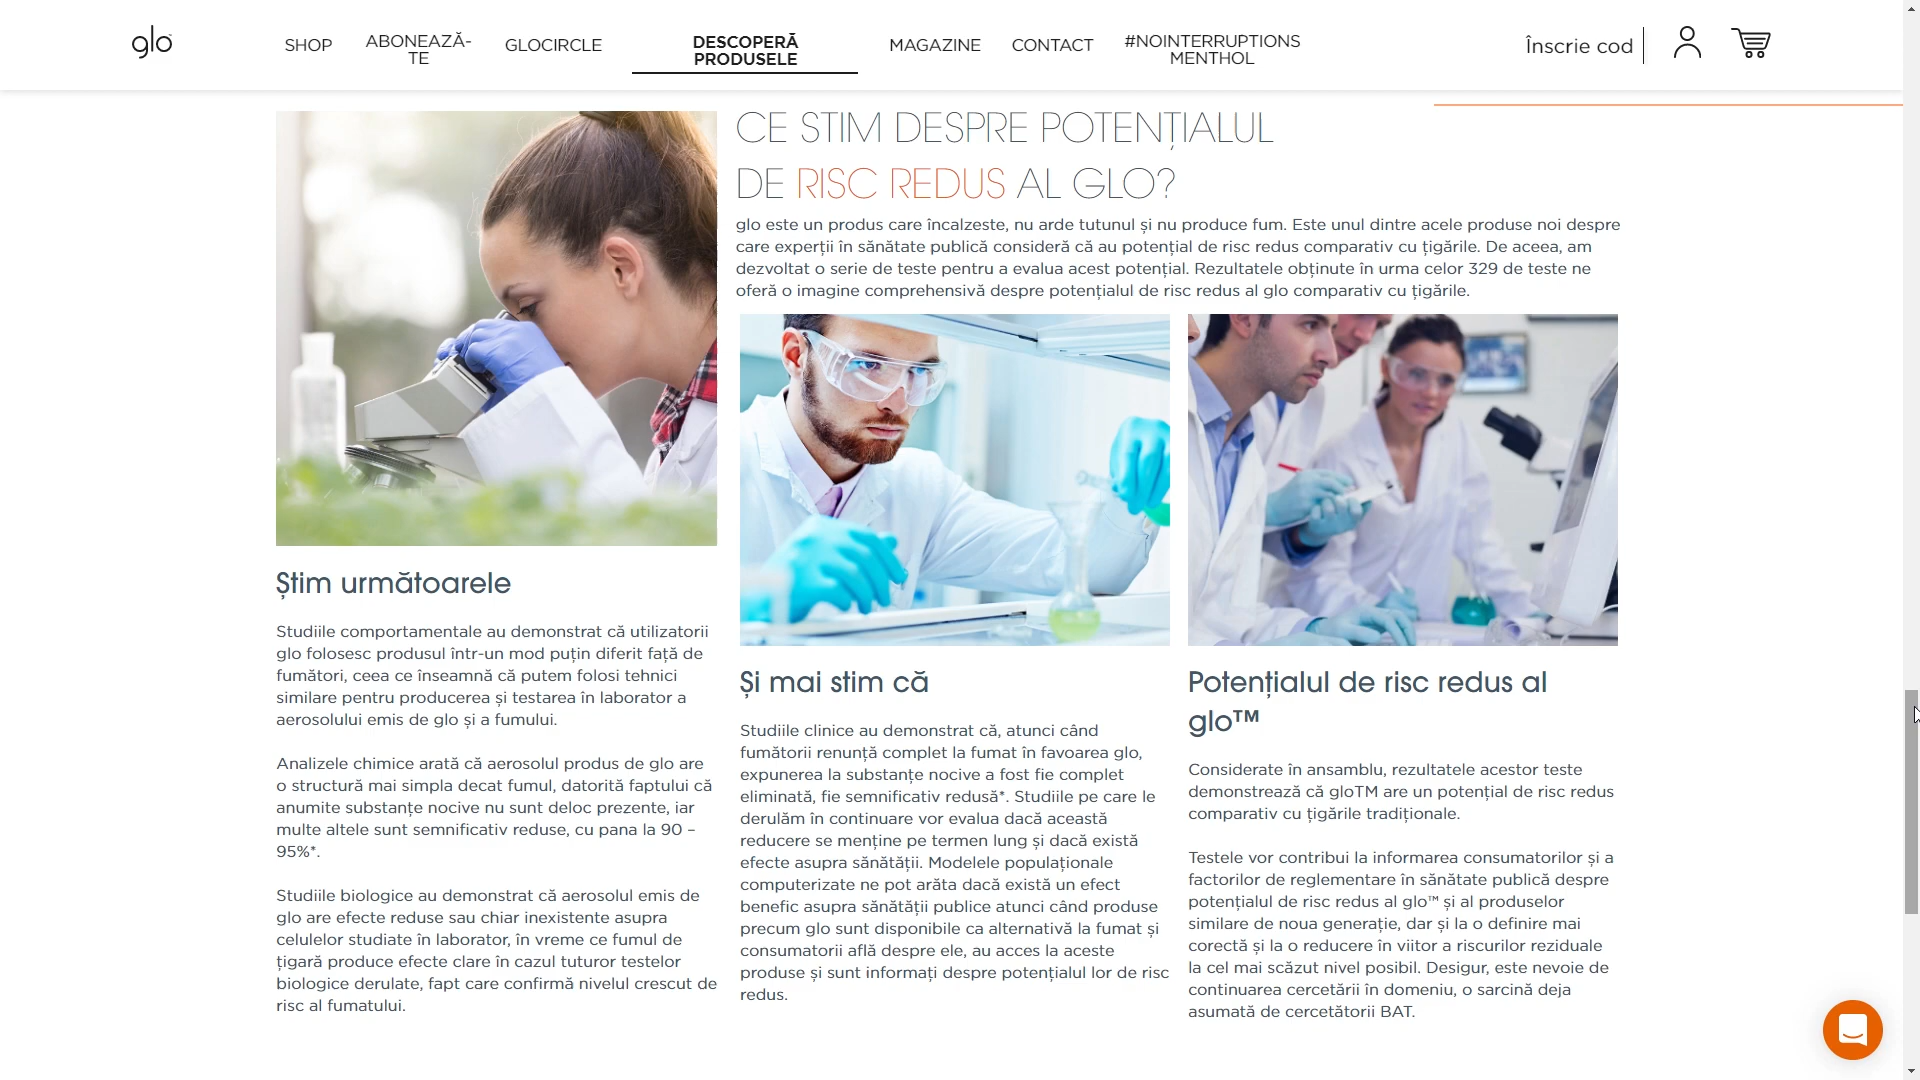 glo™
SHOP
ABONEAZĂ-
TE
GLOCIRCLE
DESCOPERĂ
PRODUSELE
MAGAZINE
CONTACT
#NOINTERRUPTIONS
MENTHOL
Înscrie cod
CE STIM DESPRE POTENȚIALUL
DE RISC REDUS AL GLO?
glo este un produs care încalzeste, nu arde tutunul și nu produce fum. Este unul dintre acele produse noi despre
care experții în sănătate publică consideră că au potențial de risc redus comparativ cu țigările. De aceea, am
dezvoltat o serie de teste pentru a evalua acest potențial. Rezultatele obținute în urma celor 329 de teste ne
oferă o imagine comprehensivă despre potențialul de risc redus al glo comparativ cu țigările.
Știm următoarele
Studiile comportamentale au demonstrat că utilizatorii
glo folosesc produsul într-un mod puțin diferit față de
fumători, ceea ce înseamnă că putem folosi tehnici
similare pentru producerea și testarea în laborator a
aerosolului emis de glo și a fumului.
Analizele chimice arată că aerosolul produs de glo are
o structură mai simpla decat fumul, datorită faptului că
anumite substanțe nocive nu sunt deloc prezente, iar
multe altele sunt semnificativ reduse, cu pana la 90 –
95%*.
Studiile biologice au demonstrat că aerosolul emis de
glo are efecte reduse sau chiar inexistente asupra
celulelor studiate în laborator, în vreme ce fumul de
țigară produce efecte clare în cazul tuturor testelor
biologice derulate, fapt care confirmă nivelul crescut de
risc al fumatului.
Și mai stim că
Studiile clinice au demonstrat că, atunci când
fumătorii renunță complet la fumat în favoarea glo,
expunerea la substanțe nocive a fost fie complet
eliminată, fie semnificativ redusă*. Studiile pe care le
derulăm în continuare vor evalua dacă această
reducere se menține pe termen lung și dacă există
efecte asupra sănătății. Modelele populaționale
computerizate ne pot arăta dacă există un efect
benefic asupra sănătății publice atunci când produse
precum glo sunt disponibile ca alternativă la fumat și
consumatorii află despre ele, au acces la aceste
produse și sunt informați despre potențialul lor de risc
redus.
Potențialul de risc redus al
glo™
Considerate în ansamblu, rezultatele acestor teste
demonstrează că gloTM are un potențial de risc redus
comparativ cu țigările tradiționale.
Testele vor contribui la informarea consumatorilor și a
factorilor de reglementare în sănătate publică despre
potențialul de risc redus al glo™ și al produselor
similare de noua generație, dar și la o definire mai
corectă și la o reducere în viitor a riscurilor reziduale
la cel mai scăzut nivel posibil. Desigur, este nevoie de
continuarea cercetării în domeniu, o sarcină deja
asumată de cercetătorii BAT.